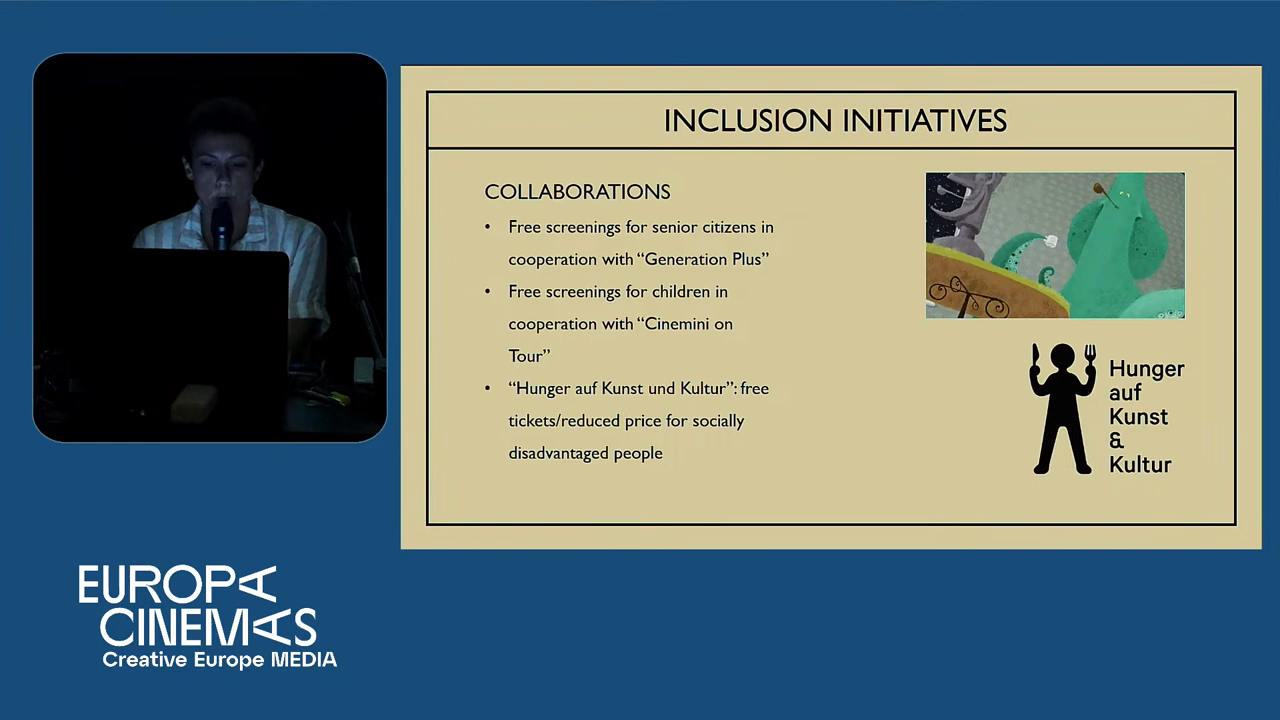 INCLUSION INITIATIVES
COLLABORATIONS
• Free screenings for senior citizens in
cooperation with “Generation Plus”
• Free screenings for children in
cooperation with “Cinemini on
Tour”
• “Hunger auf Kunst und Kultur”: free
tickets/reduced price for socially
disadvantaged people
Hunger
auf
Kunst
&
Kultur
EUROPA
CINEMAS
Creative Europe MEDIA